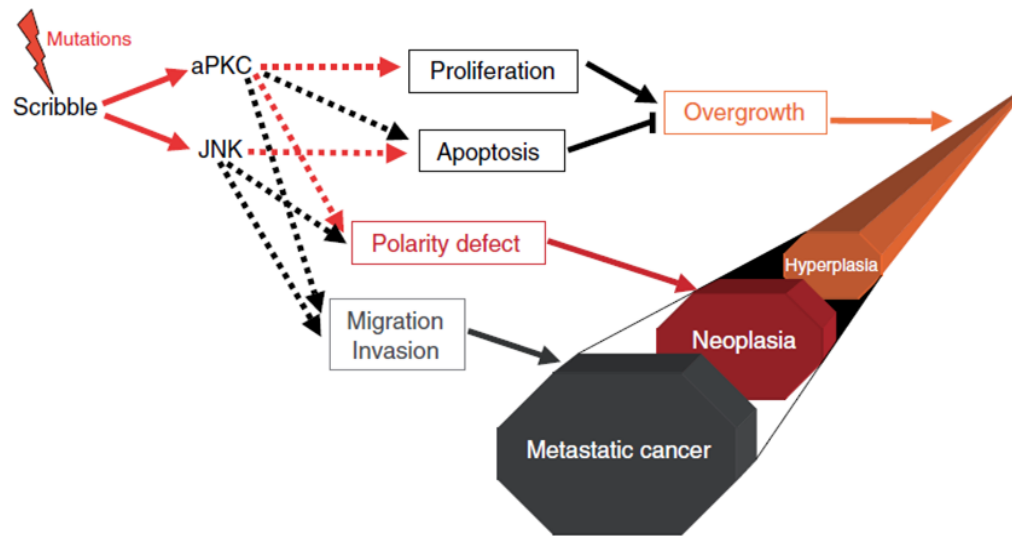 Mutations
Scribble
aPKC
JNK
Proliferation
Apoptosis
Overgrowth
Polarity defect
Migration
Invasion
Hyperplasia
Neoplasia
Metastatic cancer